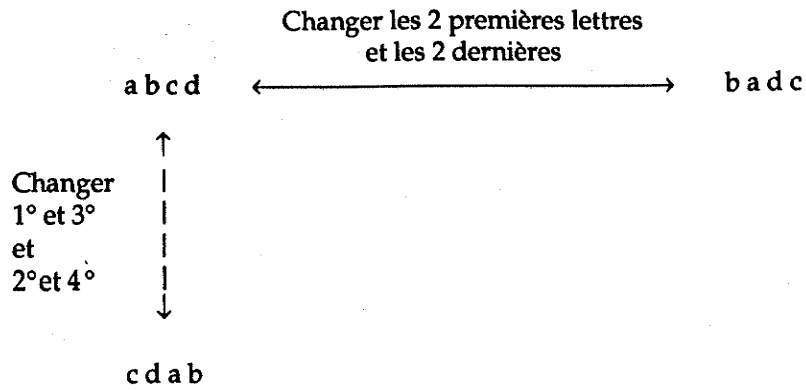 Changer les 2 premières lettres
et les 2 dernières
a b c d
b a d c
Changer
1° et 3°
et
2° et 4°
c d a b